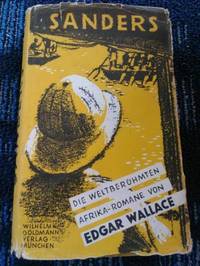 SANDERS
DIE WELTBERÜHMTEN
AFRIKA-ROMANE VON
EDGAR WALLACE
WILHELM
GOLDMANN
VERLAG
MÜNCHEN